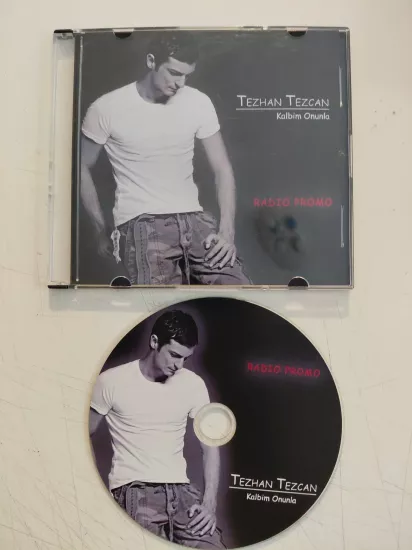 TEZHAN TEZCAN
Kalbim Onunla
RADIO PROMO
RADIO PROMO
TEZHAN TEZCAN
Kalbim Onunla